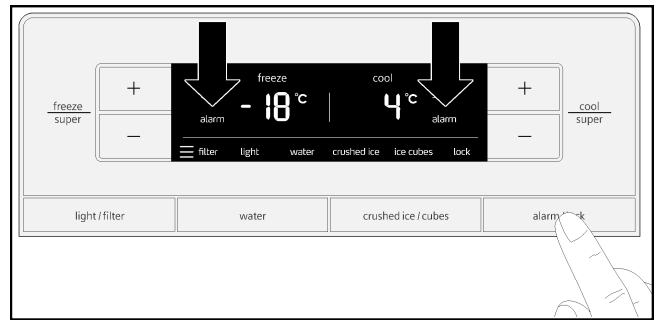 freeze
super
+
−
freeze
cool
alarm
-18°C
4°C
alarm
filter light water crushed ice ice cubes lock
+
−
cool
super
light / filter water crushed ice / cubes alarm